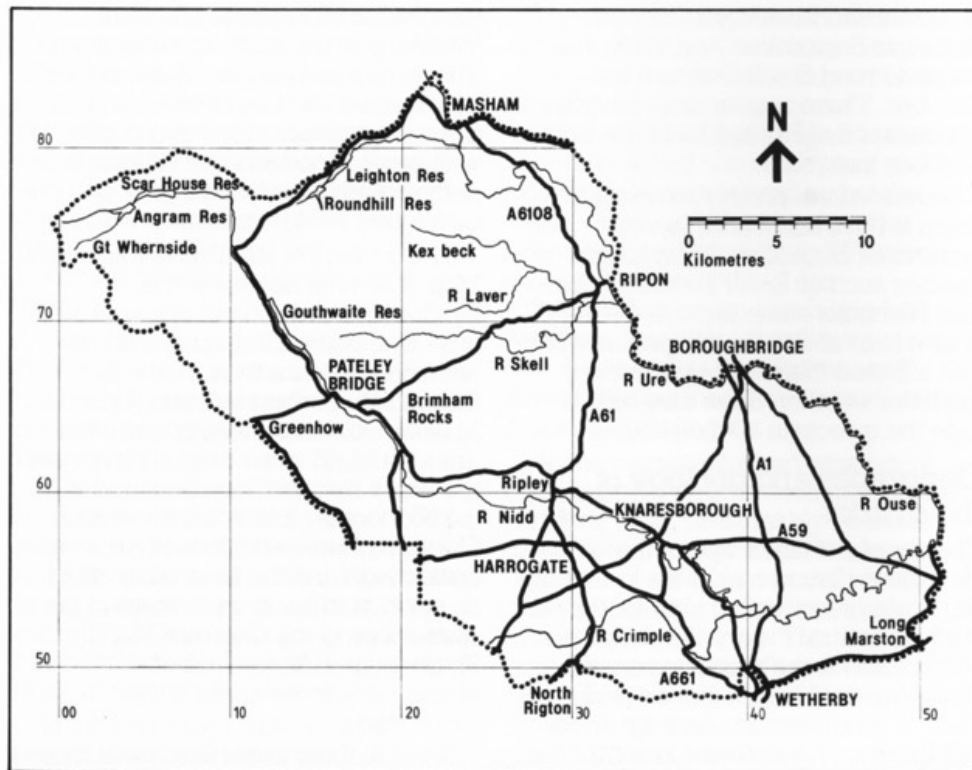 MASHAM
N
80
Leighton Res
Scar House Res
Roundhill Res
Angram Res
A6108
0 5 10
Kilometres
Gt Whernside
Kex beck
RIPON
R Laver
70
Gouthwaite Res
BOROUGHBRIDGE
R Skell
R Ure
PATELEY
BRIDGE
Brimham
Rocks
A61
Greenhow
A1
60
Ripley
R Nidd
KNARESBOROUGH
R Ouse
A59
HARROGATE
Long
Marston
R Crimple
50
A661
North
Rigton
WETHERBY
00 10 20 30 40 50